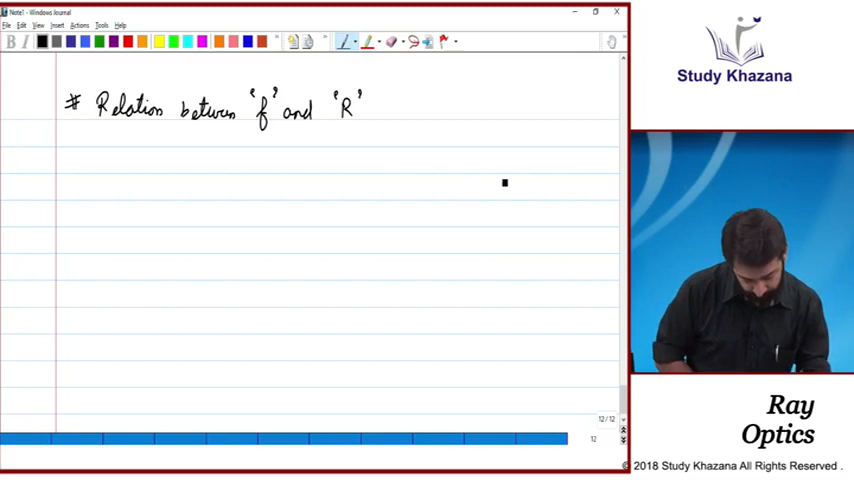 Note1 - Windows Journal
File Edit View Insert Actions Tools Help
# Relation between 'f' and 'R'
12/12
12
Study Khazana
Ray
Optics
© 2018 Study Khazana All Rights Reserved .